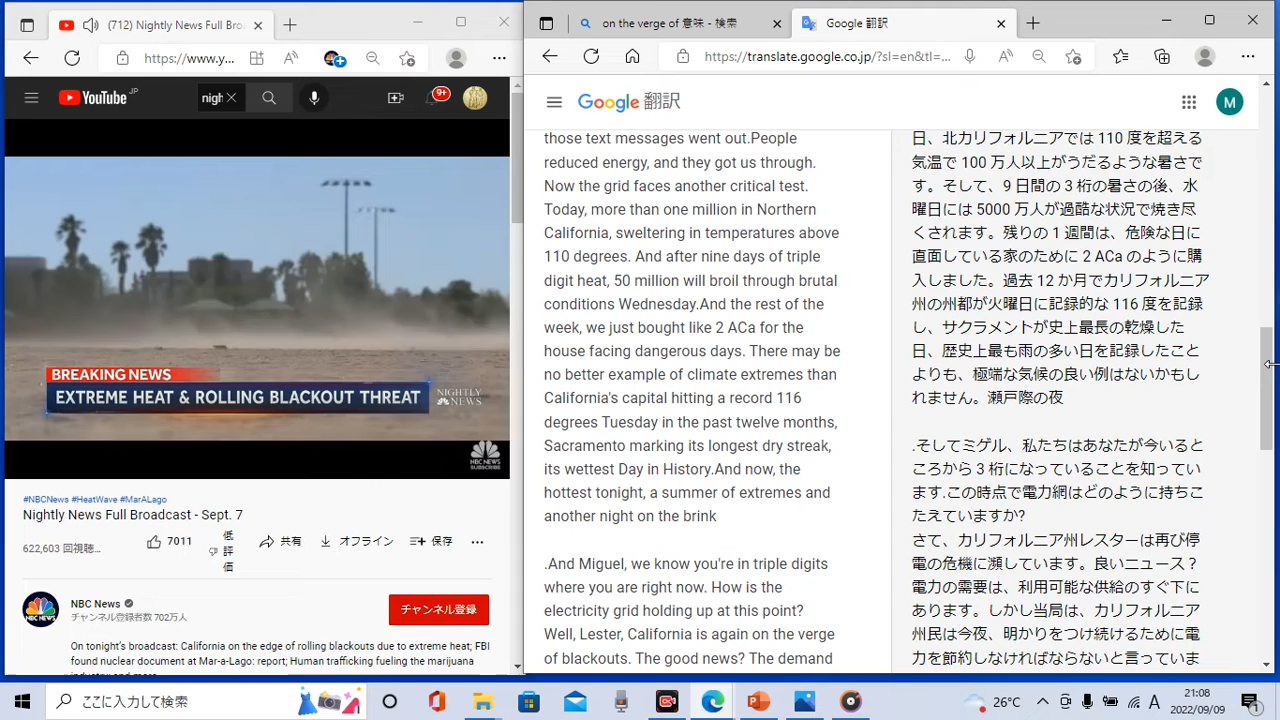 (712) Nightly News Full Bro
https://www.y...
YouTube JP
nigh
9+
BREAKING NEWS
EXTREME HEAT & ROLLING BLACKOUT THREAT
NIGHTLY NEWS
NBC NEWS
SUBSCRIBE
#NBCNews #HeatWave #MarALago
Nightly News Full Broadcast - Sept. 7
622,603 回視聴...
7011
低評価
共有
オフライン
保存
NBC News
チャンネル登録者数 702万人
チャンネル登録
On tonight's broadcast: California on the edge of rolling blackouts due to extreme heat; FBI
found nuclear document at Mar-a-Lago: report; Human trafficking fueling the marijuana
on the verge of 意味 - 検索
Google 翻訳
https://translate.google.co.jp/?sl=en&tl=...
Google 翻訳
M
those text messages went out.People
reduced energy, and they got us through.
Now the grid faces another critical test.
Today, more than one million in Northern
California, sweltering in temperatures above
110 degrees. And after nine days of triple
digit heat, 50 million will broil through brutal
conditions Wednesday.And the rest of the
week, we just bought like 2 ACa for the
house facing dangerous days. There may be
no better example of climate extremes than
California's capital hitting a record 116
degrees Tuesday in the past twelve months,
Sacramento marking its longest dry streak,
its wettest Day in History.And now, the
hottest tonight, a summer of extremes and
another night on the brink
.And Miguel, we know you're in triple digits
where you are right now. How is the
electricity grid holding up at this point?
Well, Lester, California is again on the verge
of blackouts. The good news? The demand
日、北カリフォルニアでは 110 度を超える
気温で 100 万人以上がうだるような暑さで
す。そして、9 日間の 3 桁の暑さの後、水
曜日には 5000 万人が過酷な状況で焼き尽
くされます。残りの 1 週間は、危険な日に
直面している家のために 2 ACa のように購
入しました。過去 12 か月でカリフォルニア
州の州都が火曜日に記録的な 116 度を記録
し、サクラメントが史上最長の乾燥した
日、歴史上最も雨の多い日を記録したこと
よりも、極端な気候の良い例はないかもし
れません。瀬戸際の夜
そしてミゲル、私たちはあなたが今いると
ころから 3 桁になっていることを知ってい
ます.この時点で電力網はどのように持ちこ
たえていますか?
さて、カリフォルニア州レスターは再び停
電の危機に瀕しています。良いニュース？
電力の需要は、利用可能な供給のすぐ下に
あります。しかし当局は、カリフォルニア
州民は今夜、明かりをつけ続けるために電
力を節約しなければならないと言っていま
ここに入力して検索
26°C
A
21:08
2022/09/09
1